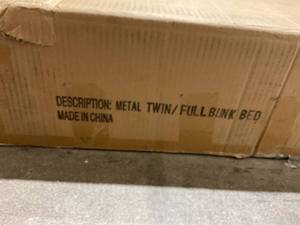 DESCRIPTION: METAL TWIN/FULL BUNK BED
MADE IN CHINA